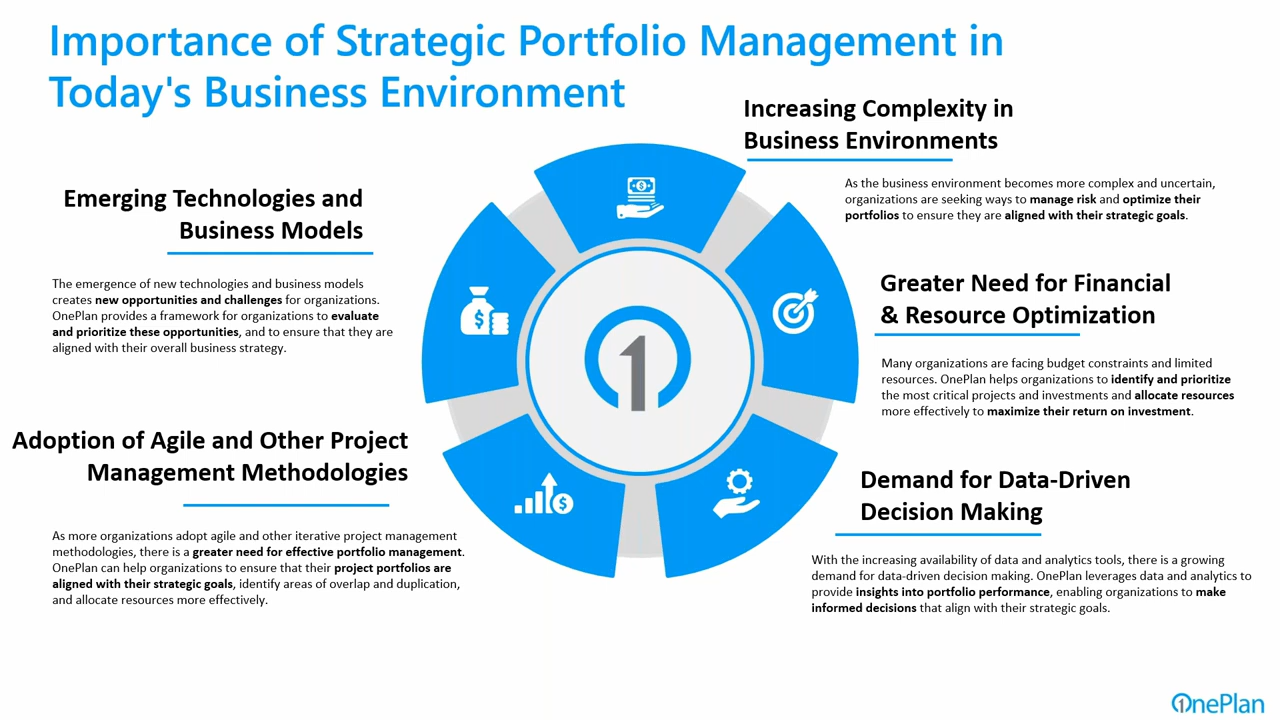 Importance of Strategic Portfolio Management in
Today's Business Environment
Increasing Complexity in
Business Environments
As the business environment becomes more complex and uncertain,
organizations are seeking ways to manage risk and optimize their
portfolios to ensure they are aligned with their strategic goals.
Greater Need for Financial
& Resource Optimization
Many organizations are facing budget constraints and limited
resources. OnePlan helps organizations to identify and prioritize
the most critical projects and investments and allocate resources
more effectively to maximize their return on investment.
Demand for Data-Driven
Decision Making
With the increasing availability of data and analytics tools, there is a growing
demand for data-driven decision making. OnePlan leverages data and analytics to
provide insights into portfolio performance, enabling organizations to make
informed decisions that align with their strategic goals.
Emerging Technologies and
Business Models
The emergence of new technologies and business models
creates new opportunities and challenges for organizations.
OnePlan provides a framework for organizations to evaluate
and prioritize these opportunities, and to ensure that they are
aligned with their overall business strategy.
Adoption of Agile and Other Project
Management Methodologies
As more organizations adopt agile and other iterative project management
methodologies, there is a greater need for effective portfolio management.
OnePlan can help organizations to ensure that their project portfolios are
aligned with their strategic goals, identify areas of overlap and duplication,
and allocate resources more effectively.
1
$
$
$
OnePlan